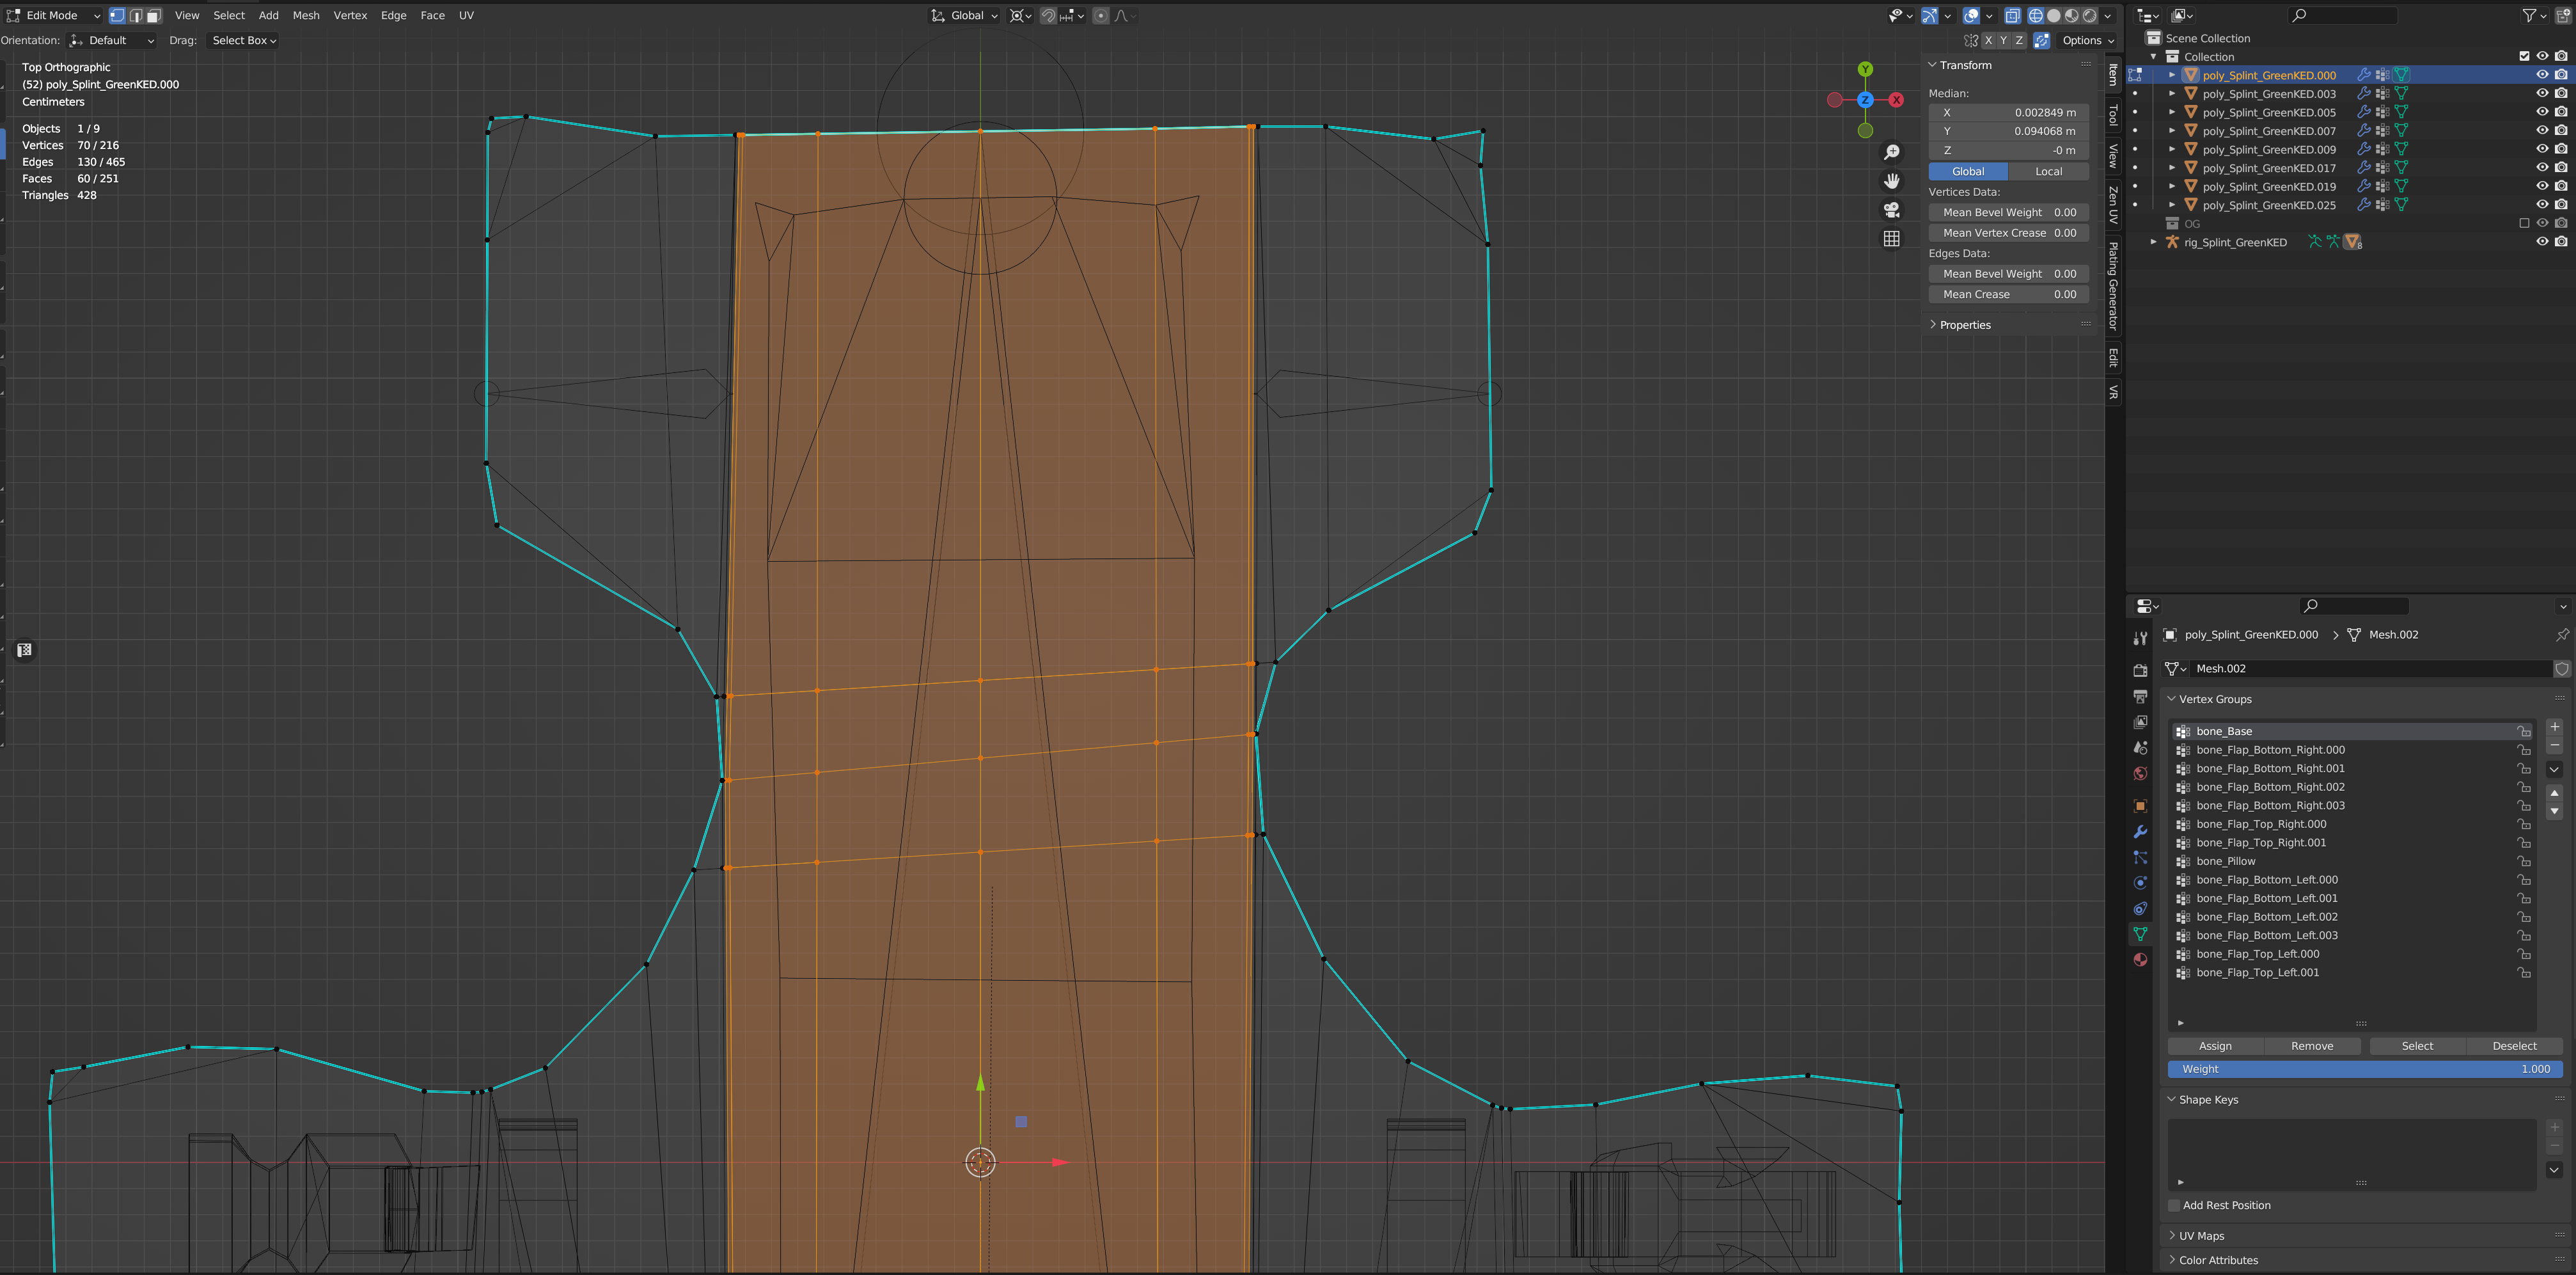 Edit Mode View Select Add Mesh Vertex Edge Face UV Global
Orientation: Default Drag: Select Box X Y Z Options
Top Orthographic
(52) poly_Splint_GreenKED.000
Centimeters
Objects 1 / 9
Vertices 70 / 216
Edges 130 / 465
Faces 60 / 251
Triangles 428
Y
Z
X
Transform
Median:
X 0.002849 m
Y 0.094068 m
Z -0 m
Global Local
Vertices Data:
Mean Bevel Weight 0.00
Mean Vertex Crease 0.00
Edges Data:
Mean Bevel Weight 0.00
Mean Crease 0.00
Properties
Item
Tool
View
Zen UV
Plating Generator
Edit
VR
Scene Collection
Collection
poly_Splint_GreenKED.000
poly_Splint_GreenKED.003
poly_Splint_GreenKED.005
poly_Splint_GreenKED.007
poly_Splint_GreenKED.009
poly_Splint_GreenKED.017
poly_Splint_GreenKED.019
poly_Splint_GreenKED.025
OG
rig_Splint_GreenKED 8
poly_Splint_GreenKED.000 > Mesh.002
Mesh.002
Vertex Groups
bone_Base
bone_Flap_Bottom_Right.000
bone_Flap_Bottom_Right.001
bone_Flap_Bottom_Right.002
bone_Flap_Bottom_Right.003
bone_Flap_Top_Right.000
bone_Flap_Top_Right.001
bone_Pillow
bone_Flap_Bottom_Left.000
bone_Flap_Bottom_Left.001
bone_Flap_Bottom_Left.002
bone_Flap_Bottom_Left.003
bone_Flap_Top_Left.000
bone_Flap_Top_Left.001
Assign Remove Select Deselect
Weight 1.000
Shape Keys
Add Rest Position
UV Maps
Color Attributes